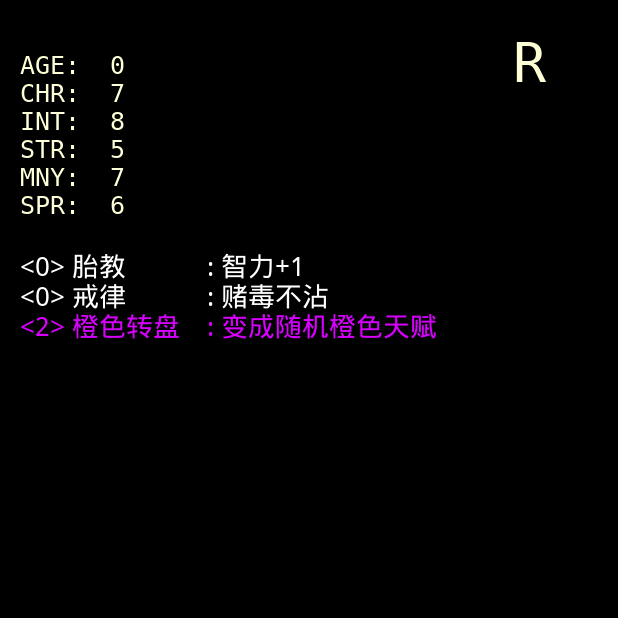 R
AGE: 0
CHR: 7
INT: 8
STR: 5
MNY: 7
SPR: 6
<0> 胎教 : 智力+1
<0> 戒律 : 赌毒不沾
<2> 橙色转盘 : 变成随机橙色天赋